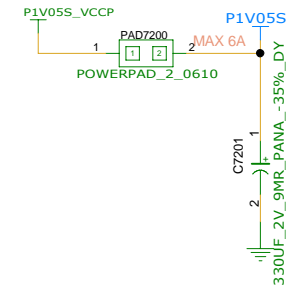 P1V05S_VCCP
P1V05S
PAD7200
1
1
2
2
MAX 6A
POWERPAD_2_0610
1
C7201
+
2
330UF_2V_9MR_PANA_-35%_DY